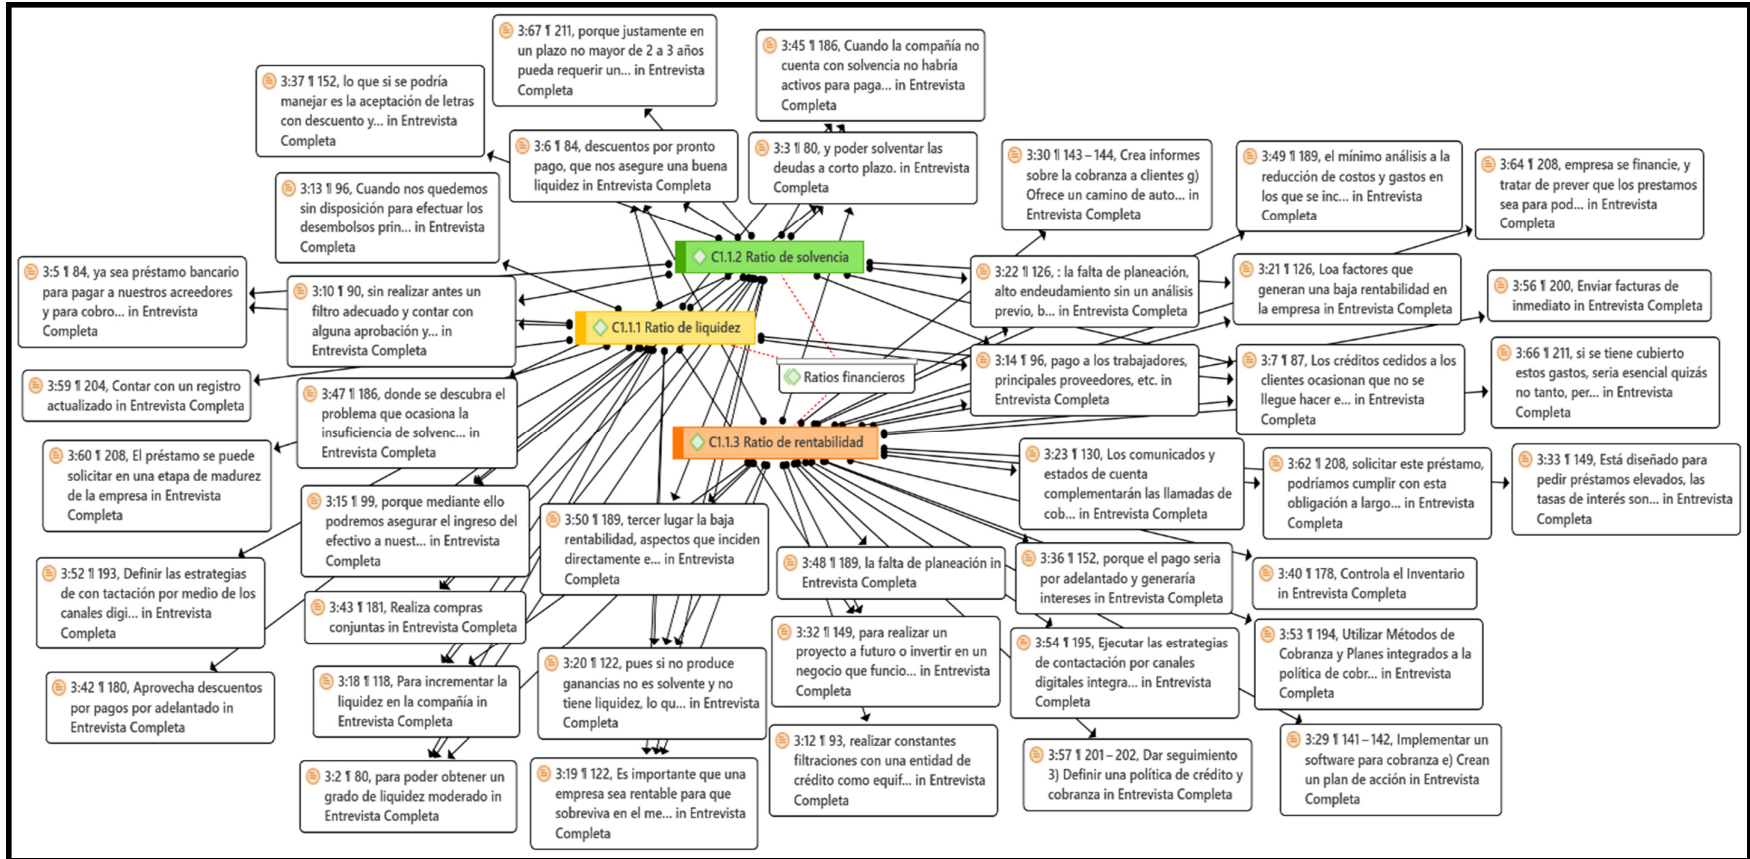 3:67 ¶ 211, porque justamente en
un plazo no mayor de 2 a 3 años
pueda requerir un... in Entrevista
Completa
3:45 ¶ 186, Cuando la compañía no
cuenta con solvencia no habría
activos para paga... in Entrevista
Completa
3:37 ¶ 152, lo que si se podría
manejar es la aceptación de letras
con descuento y... in Entrevista
Completa
3:6 ¶ 84, descuentos por pronto
pago, que nos asegure una buena
liquidez in Entrevista Completa
3:3 ¶ 80, y poder solventar las
deudas a corto plazo. in Entrevista
Completa
3:30 ¶ 143 – 144, Crea informes
sobre la cobranza a clientes g)
Ofrece un camino de auto... in
Entrevista Completa
3:49 ¶ 189, el mínimo análisis a la
reducción de costos y gastos en
los que se inc... in Entrevista
Completa
3:64 ¶ 208, empresa se financie, y
tratar de prever que los prestamos
sea para pod... in Entrevista
Completa
3:13 ¶ 96, Cuando nos quedemos
sin disposición para efectuar los
desembolsos prin... in Entrevista
Completa
C1.1.2 Ratio de solvencia
3:5 ¶ 84, ya sea préstamo bancario
para pagar a nuestros acreedores
y para cobro... in Entrevista
Completa
3:10 ¶ 90, sin realizar antes un
filtro adecuado y contar con
alguna aprobación y... in
Entrevista Completa
3:22 ¶ 126, : la falta de planeación,
alto endeudamiento sin un análisis
previo, b... in Entrevista Completa
3:21 ¶ 126, Loa factores que
generan una baja rentabilidad en
la empresa in Entrevista Completa
3:56 ¶ 200, Enviar facturas de
inmediato in Entrevista Completa
C1.1.1 Ratio de liquidez
Ratios financieros
3:14 ¶ 96, pago a los trabajadores,
principales proveedores, etc. in
Entrevista Completa
3:7 ¶ 87, Los créditos cedidos a los
clientes ocasionan que no se
llegue hacer e... in Entrevista
Completa
3:66 ¶ 211, si se tiene cubierto
estos gastos, seria esencial quizás
no tanto, per... in Entrevista
Completa
3:59 ¶ 204, Contar con un registro
actualizado in Entrevista Completa
3:47 ¶ 186, donde se descubra el
problema que ocasiona la
insuficiencia de solvenc... in
Entrevista Completa
C1.1.3 Ratio de rentabilidad
3:60 ¶ 208, El préstamo se puede
solicitar en una etapa de madurez
de la empresa in Entrevista
Completa
3:23 ¶ 130, Los comunicados y
estados de cuenta
complementarán las llamadas de
cob... in Entrevista Completa
3:62 ¶ 208, solicitar este préstamo,
podríamos cumplir con esta
obligación a largo... in Entrevista
Completa
3:33 ¶ 149, Está diseñado para
pedir préstamos elevados, las
tasas de interés son... in Entrevista
Completa
3:15 ¶ 99, porque mediante ello
podremos asegurar el ingreso del
efectivo a nuest... in Entrevista
Completa
3:50 ¶ 189, tercer lugar la baja
rentabilidad, aspectos que inciden
directamente e... in Entrevista
Completa
3:48 ¶ 189, la falta de planeación in
Entrevista Completa
3:36 ¶ 152, porque el pago seria
por adelantado y generaría
intereses in Entrevista Completa
3:40 ¶ 178, Controla el Inventario
in Entrevista Completa
3:52 ¶ 193, Definir las estrategias
de con tactación por medio de los
canales digi... in Entrevista
Completa
3:43 ¶ 181, Realiza compras
conjuntas in Entrevista Completa
3:32 ¶ 149, para realizar un
proyecto a futuro o invertir en un
negocio que funcio... in Entrevista
Completa
3:54 ¶ 195, Ejecutar las estrategias
de contactación por canales
digitales integra... in Entrevista
Completa
3:53 ¶ 194, Utilizar Métodos de
Cobranza y Planes integrados a la
política de cobr... in Entrevista
Completa
3:42 ¶ 180, Aprovecha descuentos
por pagos por adelantado in
Entrevista Completa
3:18 ¶ 118, Para incrementar la
liquidez en la compañía in
Entrevista Completa
3:20 ¶ 122, pues si no produce
ganancias no es solvente y no
tiene liquidez, lo qu... in Entrevista
Completa
3:2 ¶ 80, para poder obtener un
grado de liquidez moderado in
Entrevista Completa
3:19 ¶ 122, Es importante que una
empresa sea rentable para que
sobreviva en el me... in Entrevista
Completa
3:12 ¶ 93, realizar constantes
filtraciones con una entidad de
crédito como equif... in Entrevista
Completa
3:57 ¶ 201 – 202, Dar seguimiento
3) Definir una política de crédito y
cobranza in Entrevista Completa
3:29 ¶ 141 – 142, Implementar un
software para cobranza e) Crean
un plan de acción in Entrevista
Completa